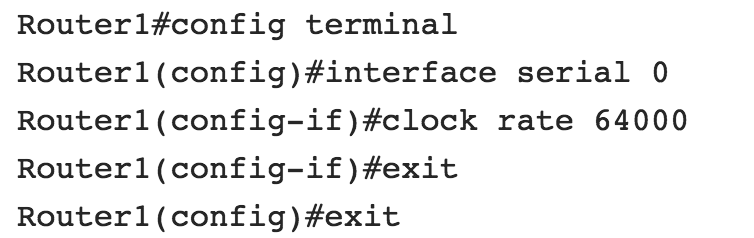 Router1#config terminal
Router1(config)#interface serial 0
Router1(config-if)#clock rate 64000
Router1(config-if)#exit
Router1(config)#exit